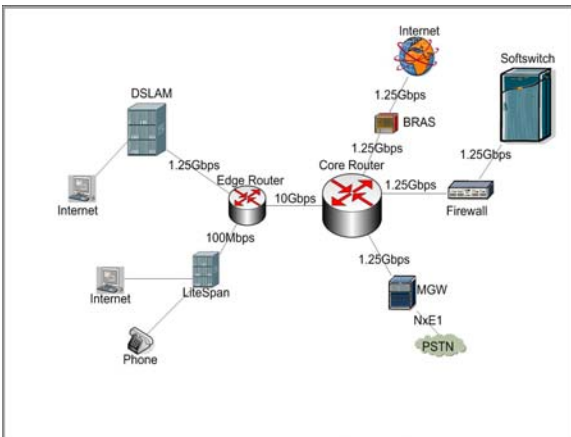 Internet
Softswitch
DSLAM
1.25Gbps
BRAS
1.25Gbps
1.25Gbps
Core Router
1.25Gbps
Edge Router
1.25Gbps
10Gbps
Firewall
Internet
100Mbps
1.25Gbps
Internet
LiteSpan
MGW
NxE1
PSTN
Phone